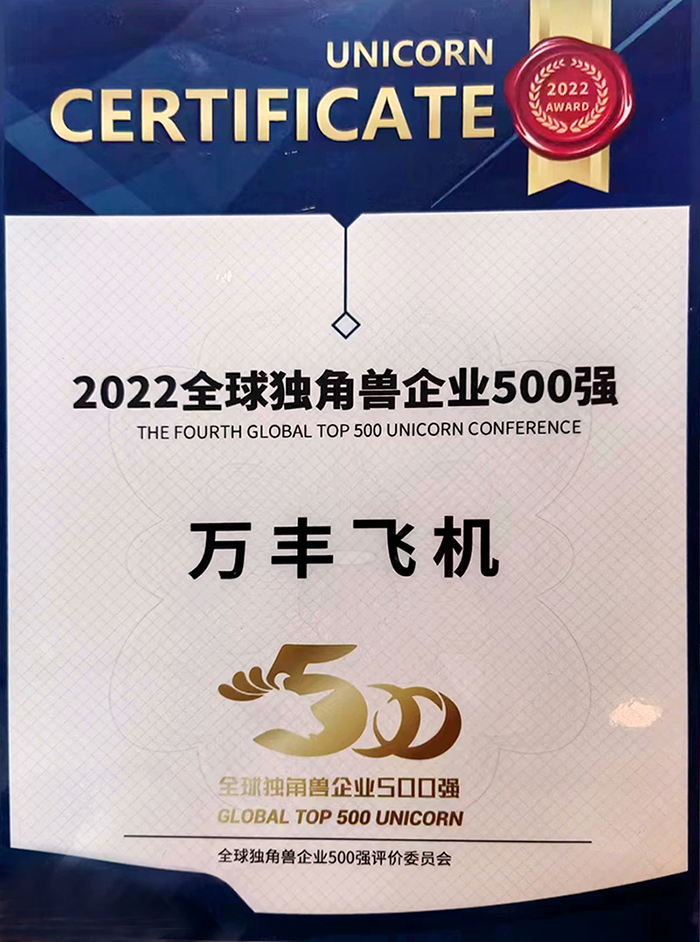 UNICORN
CERTIFICATE
2022
AWARD
2022全球独角兽企业500强
THE FOURTH GLOBAL TOP 500 UNICORN CONFERENCE
万丰飞机
500
全球独角兽企业500强
GLOBAL TOP 500 UNICORN
全球独角兽企业500强评价委员会